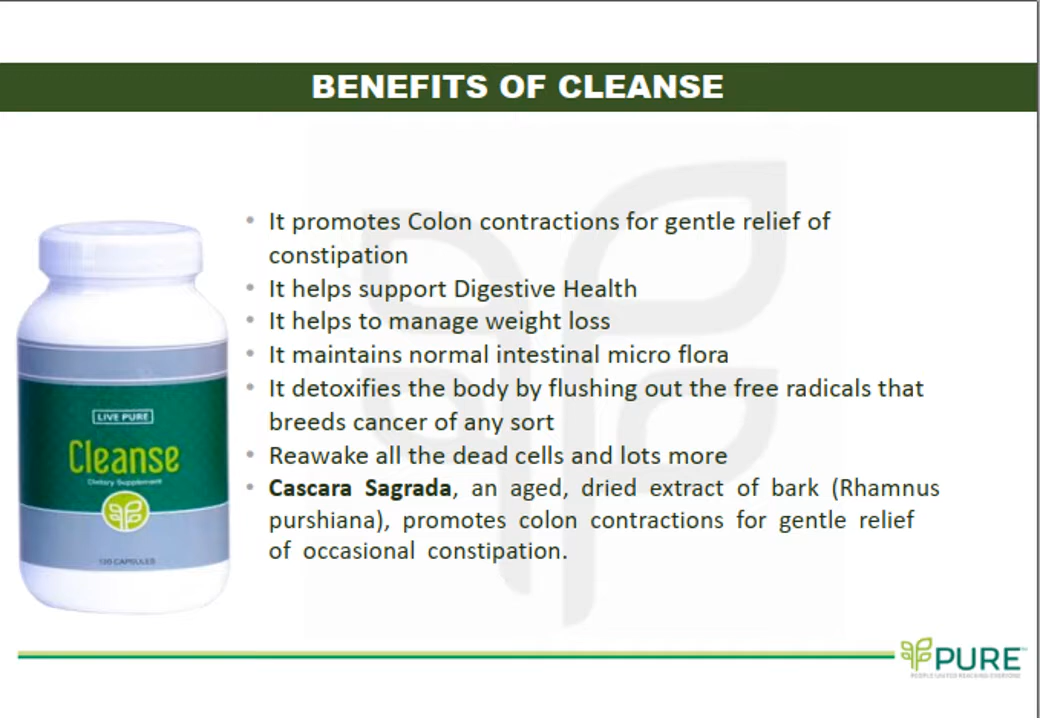 BENEFITS OF CLEANSE
• It promotes Colon contractions for gentle relief of
constipation
• It helps support Digestive Health
• It helps to manage weight loss
• It maintains normal intestinal micro flora
• It detoxifies the body by flushing out the free radicals that
breeds cancer of any sort
• Reawake all the dead cells and lots more
• Cascara Sagrada, an aged, dried extract of bark (Rhamnus
purshiana), promotes colon contractions for gentle relief
of occasional constipation.
LIVE PURE
Cleanse
Dietary Supplement
120 CAPSULES
PURE
PEOPLE UNITED REACHING EVERYONE